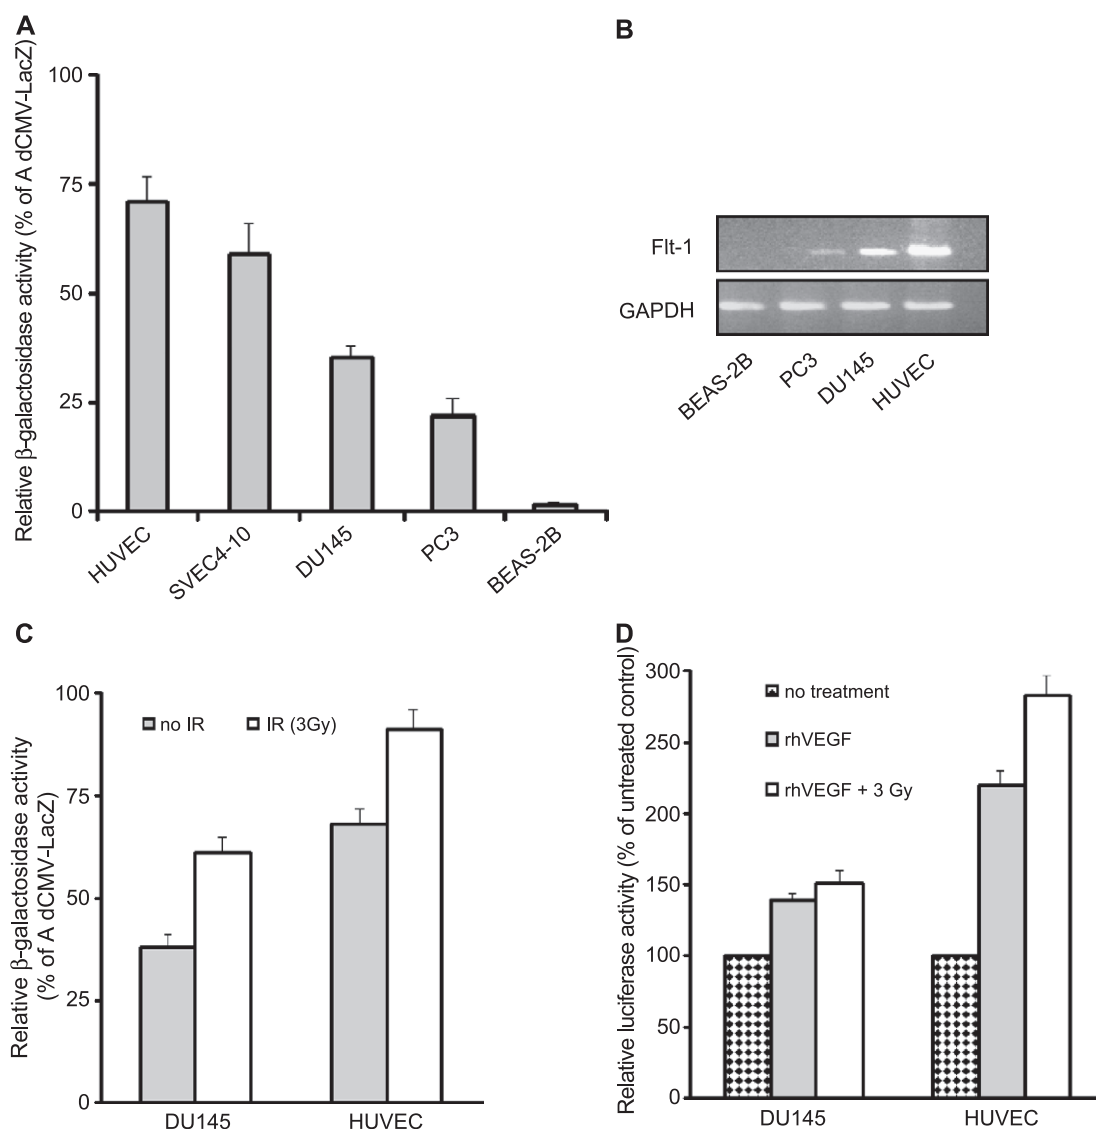 A
Relative β-galactosidase activity (% of A dCMV-LacZ)
100
75
50
25
0
HUVEC
SVEC4-10
DU145
PC3
BEAS-2B
B
Flt-1
GAPDH
BEAS-2B
PC3
DU145
HUVEC
C
Relative β-galactosidase activity
(% of A dCMV-LacZ)
100
75
50
25
0
no IR
IR (3Gy)
DU145
HUVEC
D
Relative luciferase activity (% of untreated control)
300
250
200
150
100
50
0
no treatment
rhVEGF
rhVEGF + 3 Gy
DU145
HUVEC